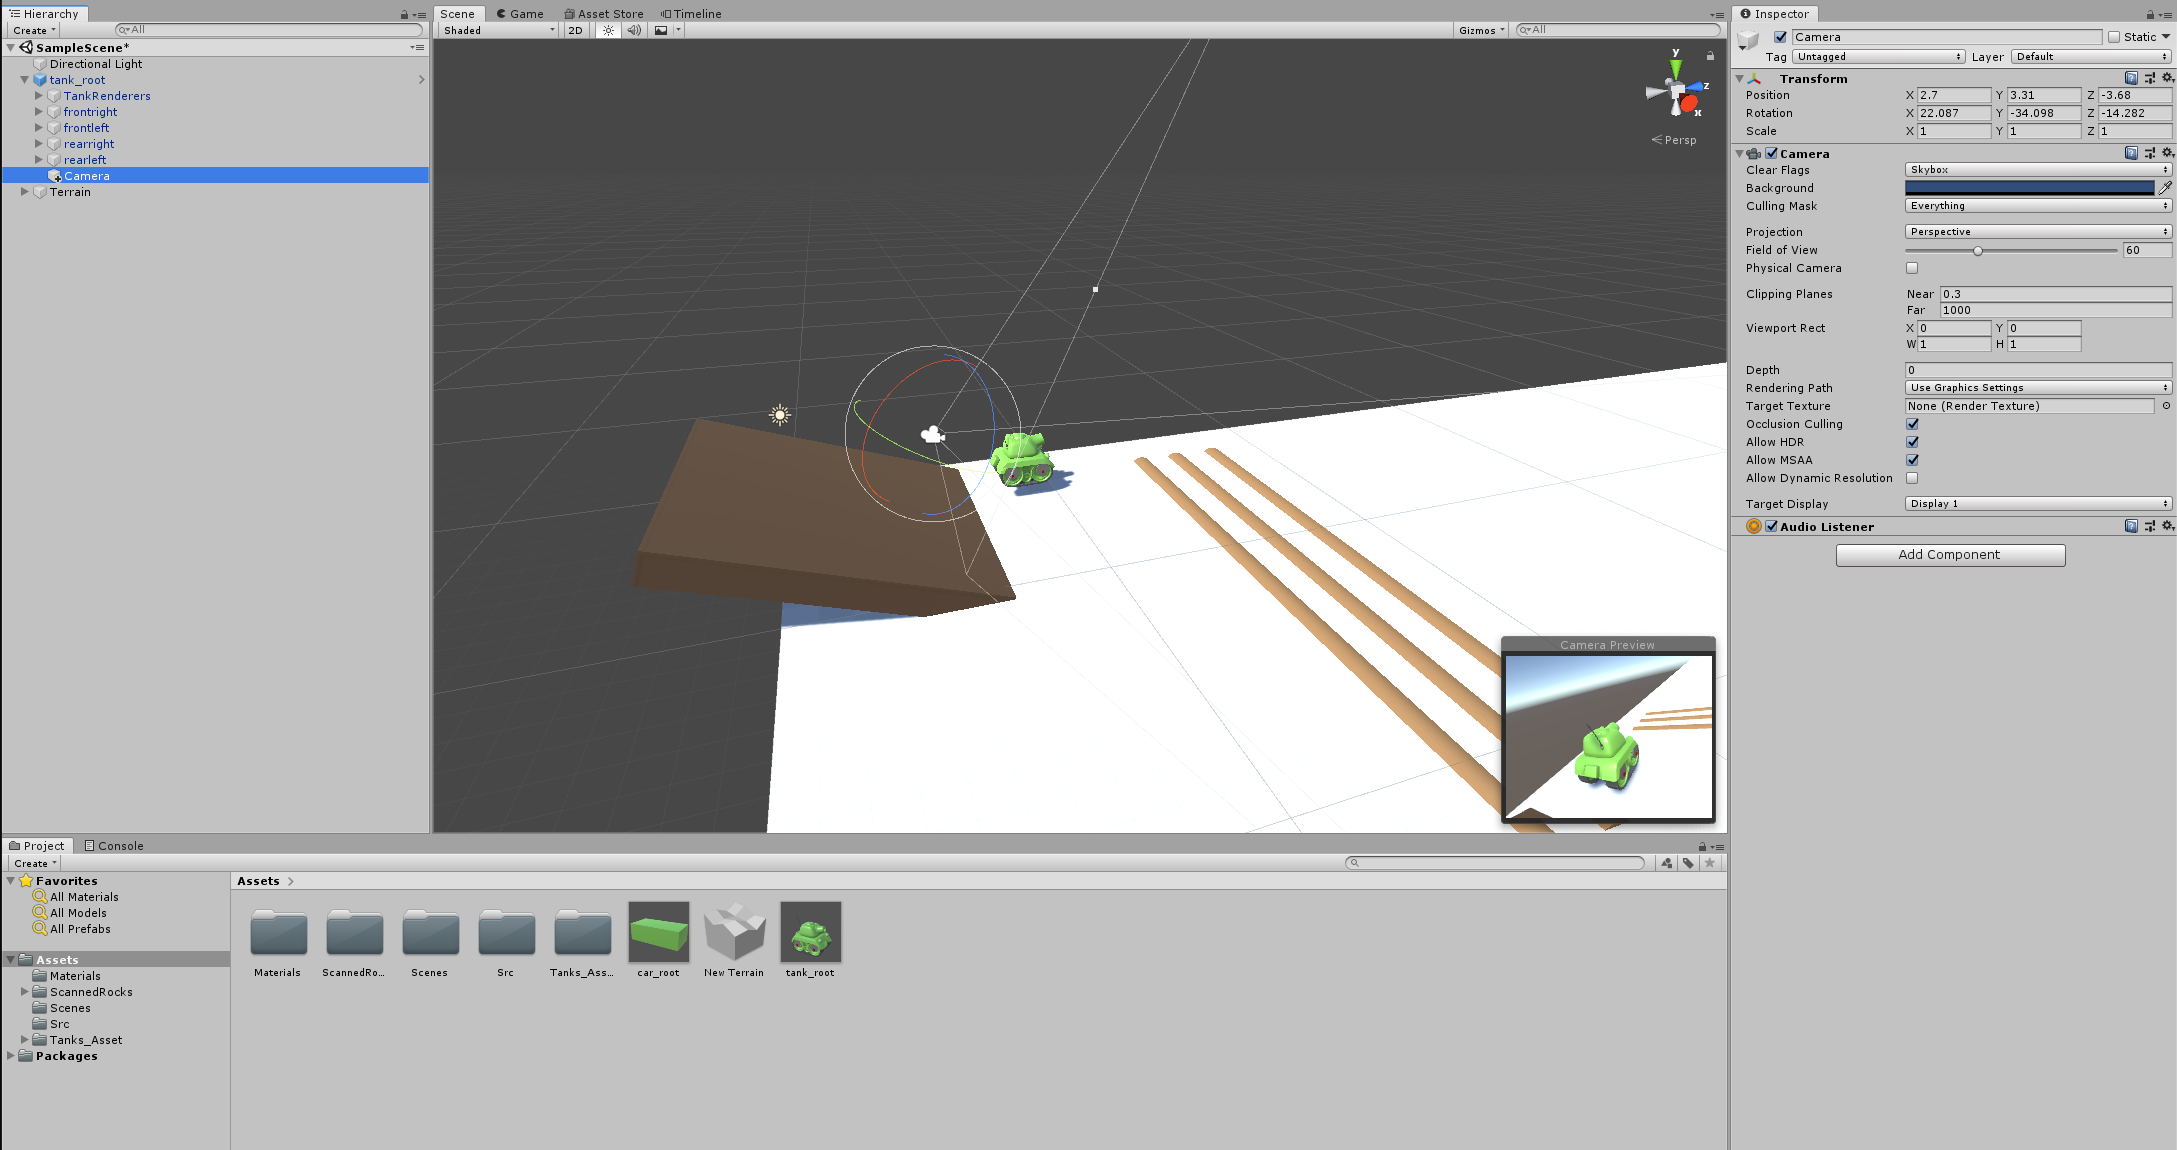 Hierarchy
Create
All
SampleScene*
Directional Light
tank_root
TankRenderers
frontright
frontleft
rearright
rearleft
Camera
Terrain
Scene Game Asset Store Timeline
Shaded 2D Gizmos All
y
z
x
Persp
Camera Preview
Inspector
Camera Static
Tag Untagged Layer Default
Transform
Position X 2.7 Y 3.31 Z -3.68
Rotation X 22.087 Y -34.098 Z -14.282
Scale X 1 Y 1 Z 1
Camera
Clear Flags Skybox
Background
Culling Mask Everything
Projection Perspective
Field of View 60
Physical Camera
Clipping Planes Near 0.3
Far 1000
Viewport Rect X 0 Y 0
W 1 H 1
Depth 0
Rendering Path Use Graphics Settings
Target Texture None (Render Texture)
Occlusion Culling
Allow HDR
Allow MSAA
Allow Dynamic Resolution
Target Display Display 1
Audio Listener
Add Component
Project Console
Create
Favorites
All Materials
All Models
All Prefabs
Assets
Materials
ScannedRocks
Scenes
Src
Tanks_Asset
Packages
Assets
Materials ScannedRo... Scenes Src Tanks_Ass... car_root New Terrain tank_root